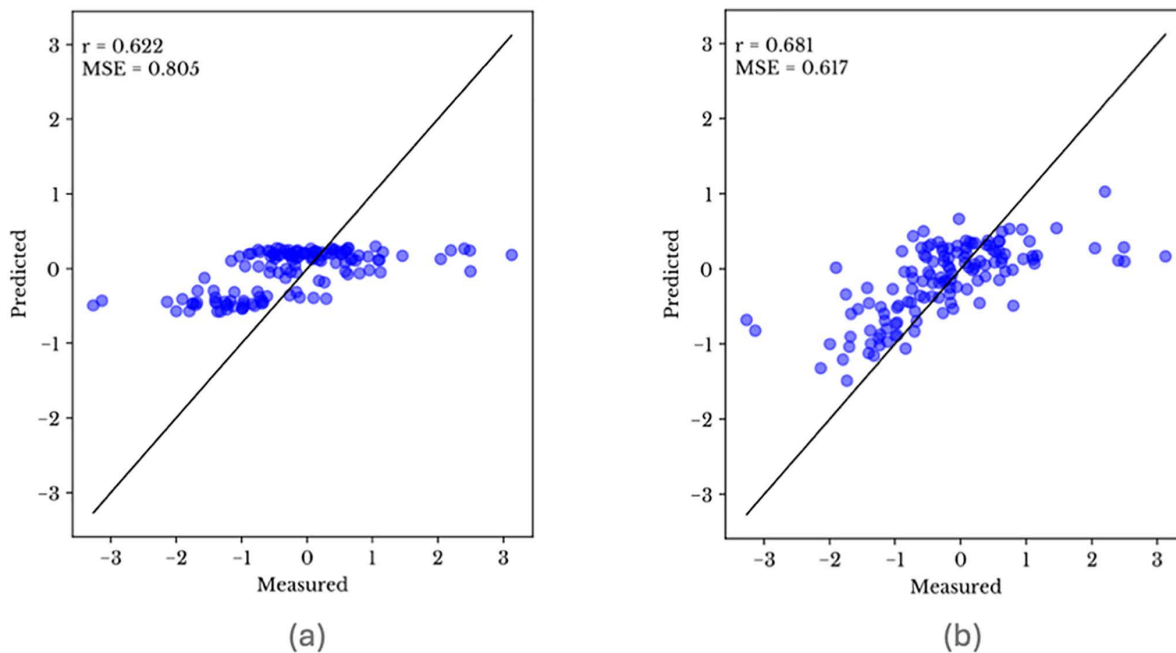 r = 0.622
MSE = 0.805
3
2
1
0
−1
−2
−3
Predicted
−3 −2 −1 0 1 2 3
Measured
(a)
r = 0.681
MSE = 0.617
3
2
1
0
−1
−2
−3
Predicted
−3 −2 −1 0 1 2 3
Measured
(b)